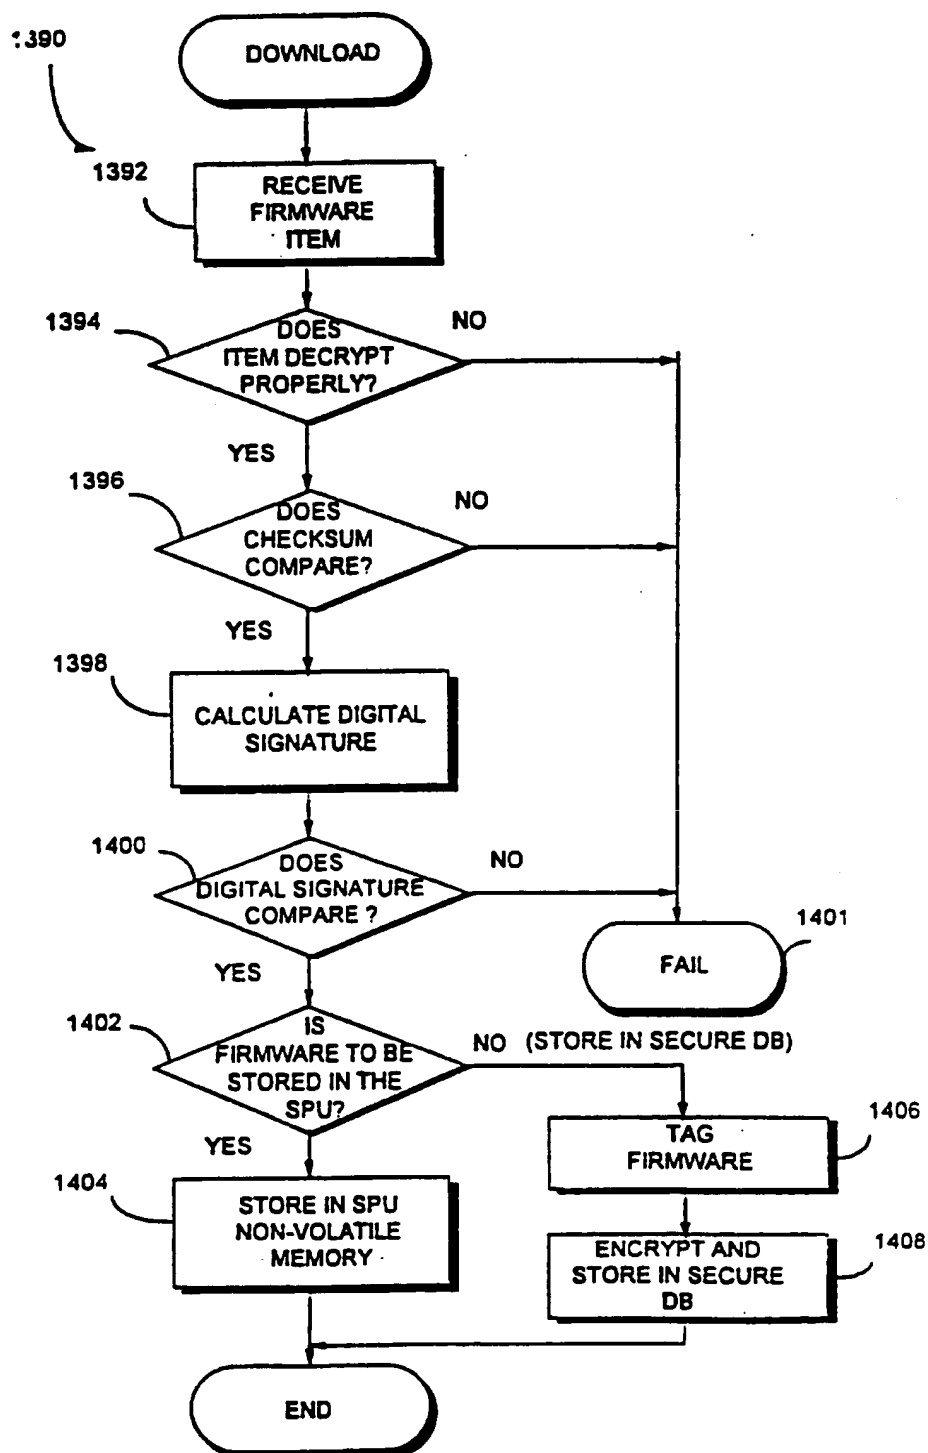 1390
DOWNLOAD
1392
RECEIVE
FIRMWARE
ITEM
1394
DOES
ITEM DECRYPT
PROPERLY?
NO
YES
1396
DOES
CHECKSUM
COMPARE?
NO
YES
1398
CALCULATE DIGITAL
SIGNATURE
1400
DOES
DIGITAL SIGNATURE
COMPARE ?
NO
1401
FAIL
YES
1402
IS
FIRMWARE TO BE
STORED IN THE
SPU?
NO (STORE IN SECURE DB)
YES
1406
TAG
FIRMWARE
1404
STORE IN SPU
NON-VOLATILE
MEMORY
1408
ENCRYPT AND
STORE IN SECURE
DB
END